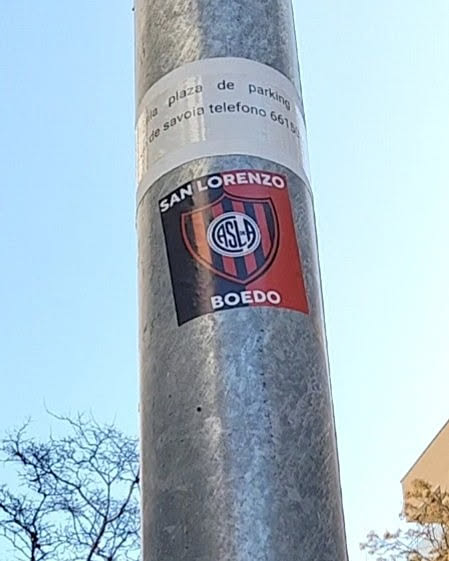 plaza de parking
de savoia telefono 661
SAN LORENZO
CASLA
BOEDO